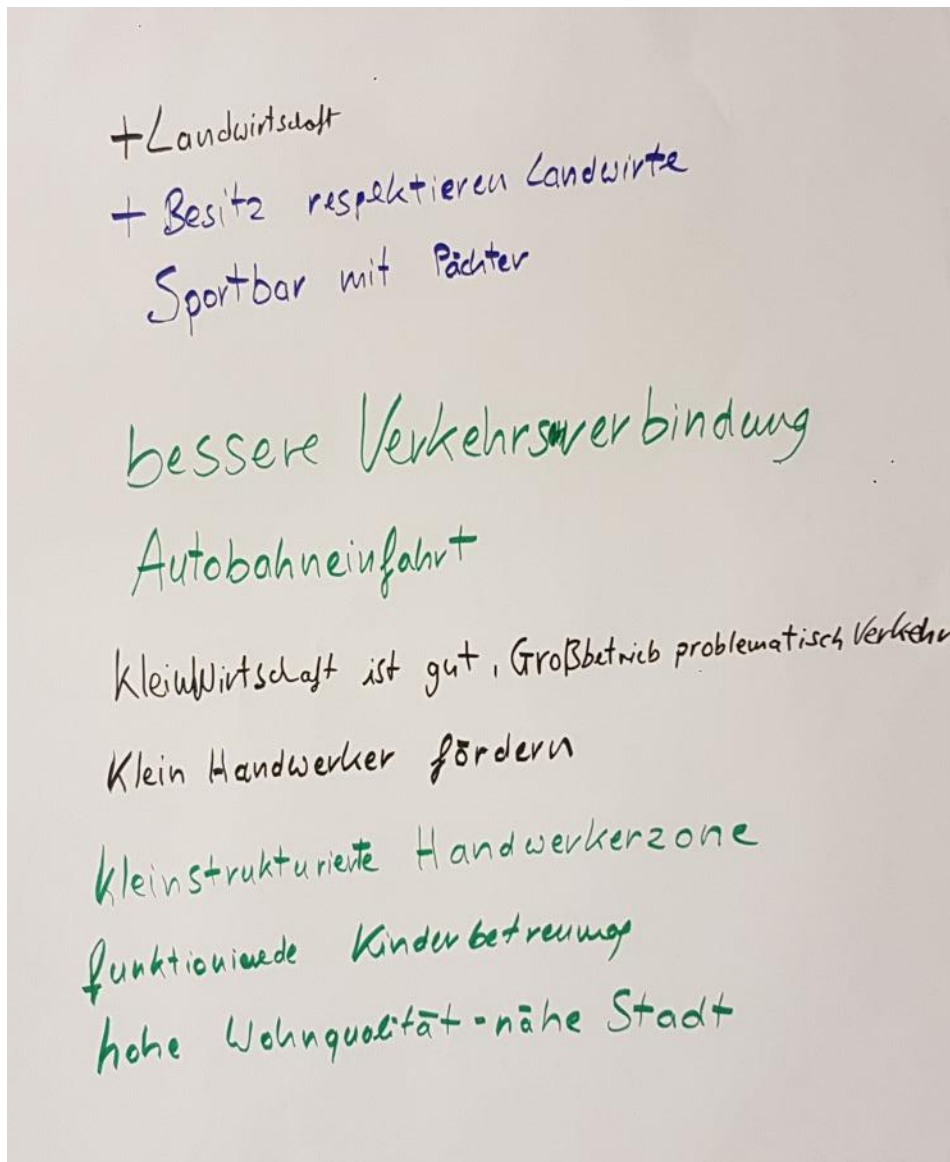 + Landwirtschaft
+ Besitz respektieren Landwirte
Sportbar mit Pächter
bessere Verkehrsverbindung
Autobahneinfahrt
KleinWirtschaft ist gut, Großbetrieb problematisch Verkehr
Klein Handwerker fördern
kleinstrukturierte Handwerkerzone
funktionierede Kinderbetreuung
hohe Wohnqualität - nähe Stadt